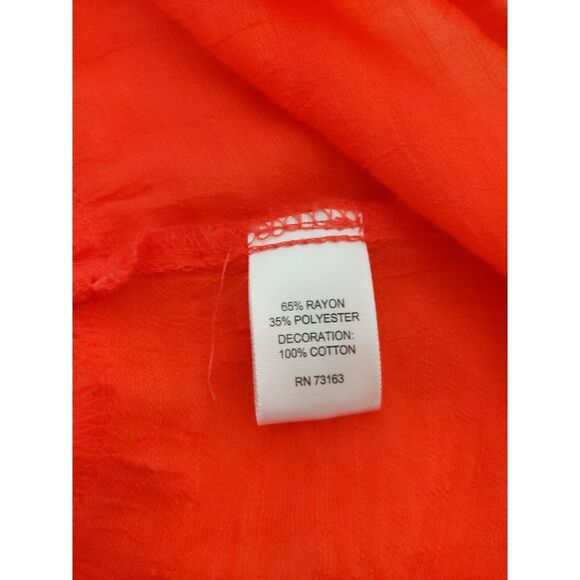 65% RAYON
35% POLYESTER
DECORATION:
100% COTTON
RN 73163